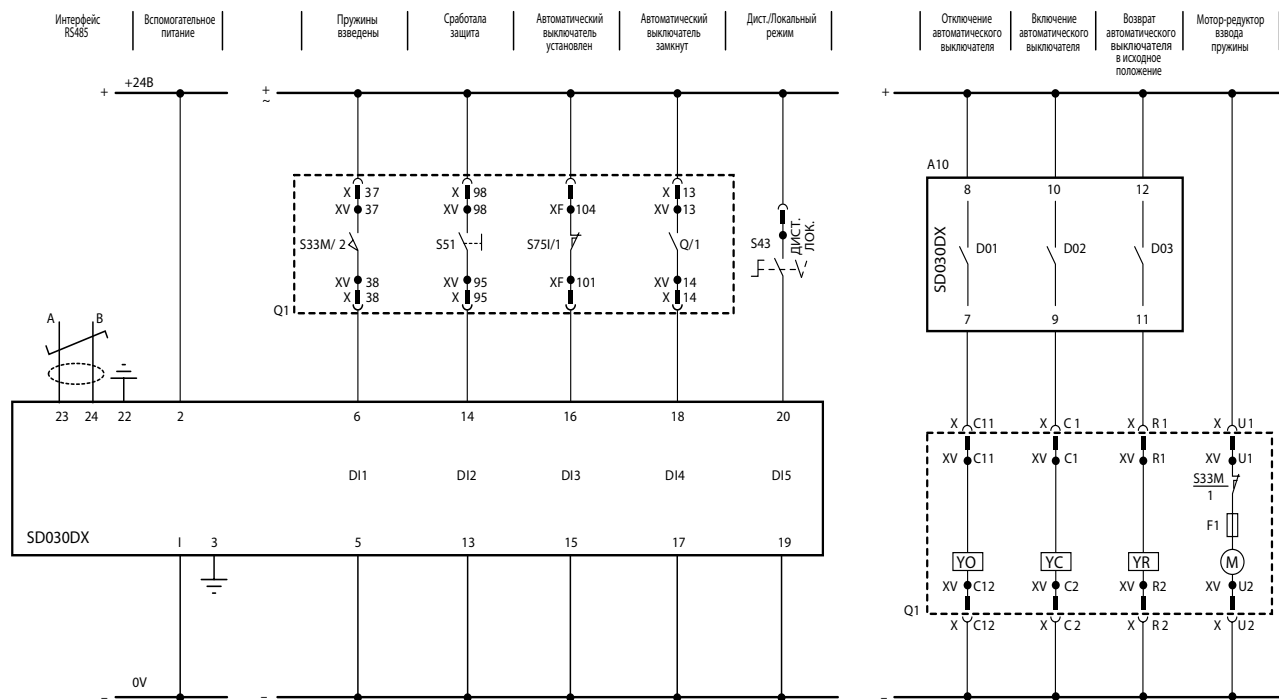 Интерфейс
RS485
Вспомогательное
питание
Пружины
взведены
Сработала
защита
Автоматический
выключатель
установлен
Автоматический
выключатель
замкнут
Дист./Локальный
режим
Отключение
автоматического
выключателя
Включение
автоматического
выключателя
Возврат
автоматического
выключателя
в исходное
положение
Мотор-редуктор
взвода
пружины
+ +24В
+
~
+
A10
8 10 12
X 37 X 98 X 13
XV 37 XV 98 XF 104 XV 13
S33M/ 2 S51 S75I/1 Q/1 S43 ДИСТ.
ЛОК.
SD030DX
D01 D02 D03
XV 38 XV 95 XF 101 XV 14
X 38 X 95 X 14
Q1
7 9 11
A B
23 24 22 2 6 14 16 18 20
X C11 X C 1 X R 1 X U1
XV C11 XV C1 XV R1 XV U1
DI1 DI2 DI3 DI4 DI5
S33M
1
F1
SD030DX
I 3 5 13 15 17 19
YO YC YR M
XV C12 XV C2 XV R2 XV U2
Q1
X C12 X C 2 X R 2 X U 2
– 0V – –